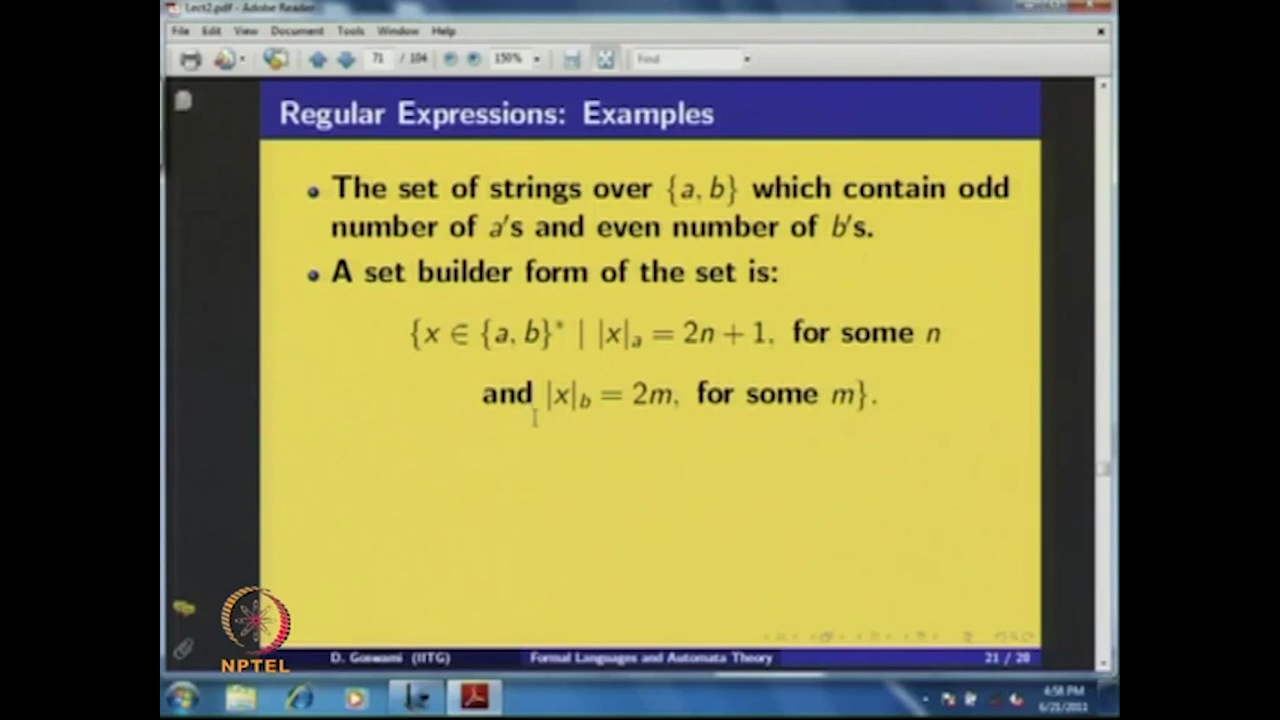 Lect2.pdf - Adobe Reader
File Edit View Document Tools Window Help
71 / 104 150% Find
Regular Expressions: Examples
• The set of strings over {a, b} which contain odd
number of a's and even number of b's.
• A set builder form of the set is:
{x ∈ {a, b}* | |x|ₐ = 2n + 1, for some n
and |x|_b = 2m, for some m}.
NPTEL
D. Goswami (IITG) Formal Languages and Automata Theory 21 / 28
4:58 PM
6/21/2011